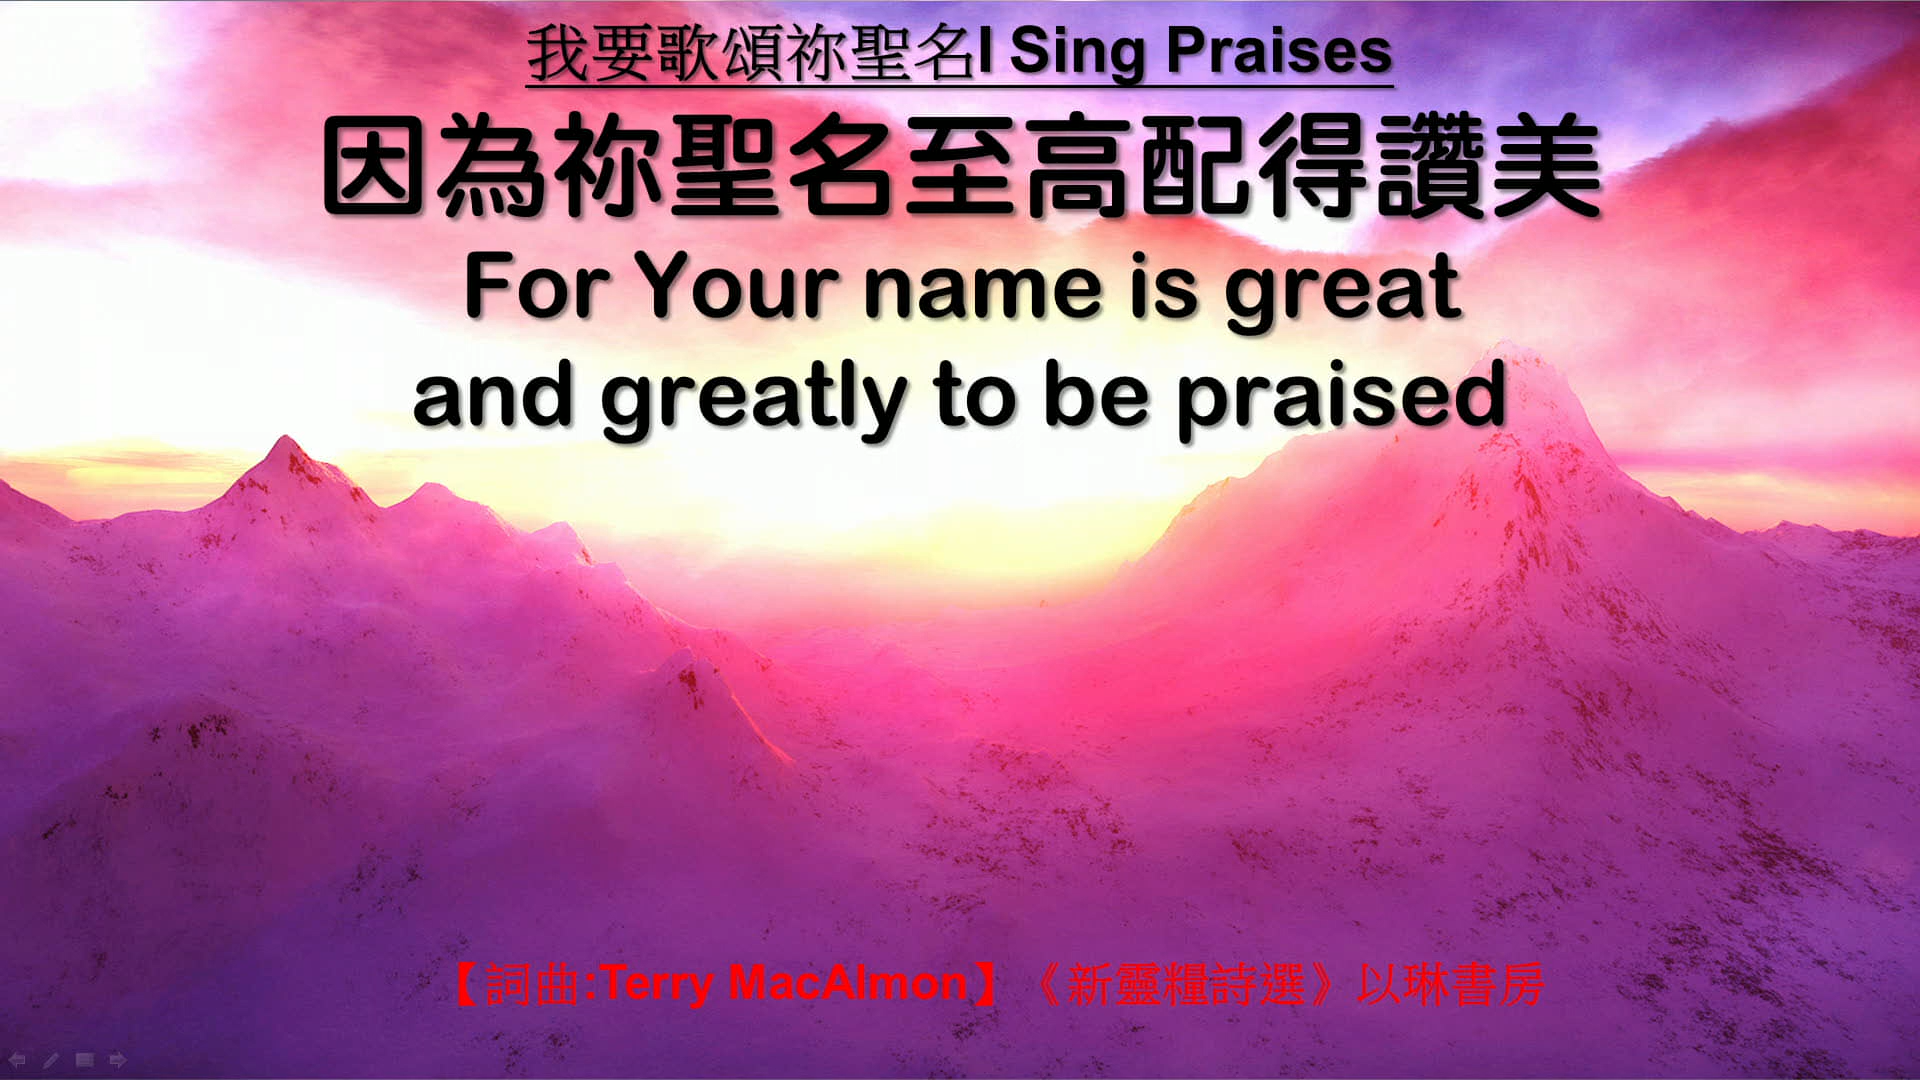 我要歌頌祢聖名I Sing Praises
因為祢聖名至高配得讚美
For Your name is great
and greatly to be praised
【詞曲:Terry MacAlmon】《新靈糧詩選》以琳書房